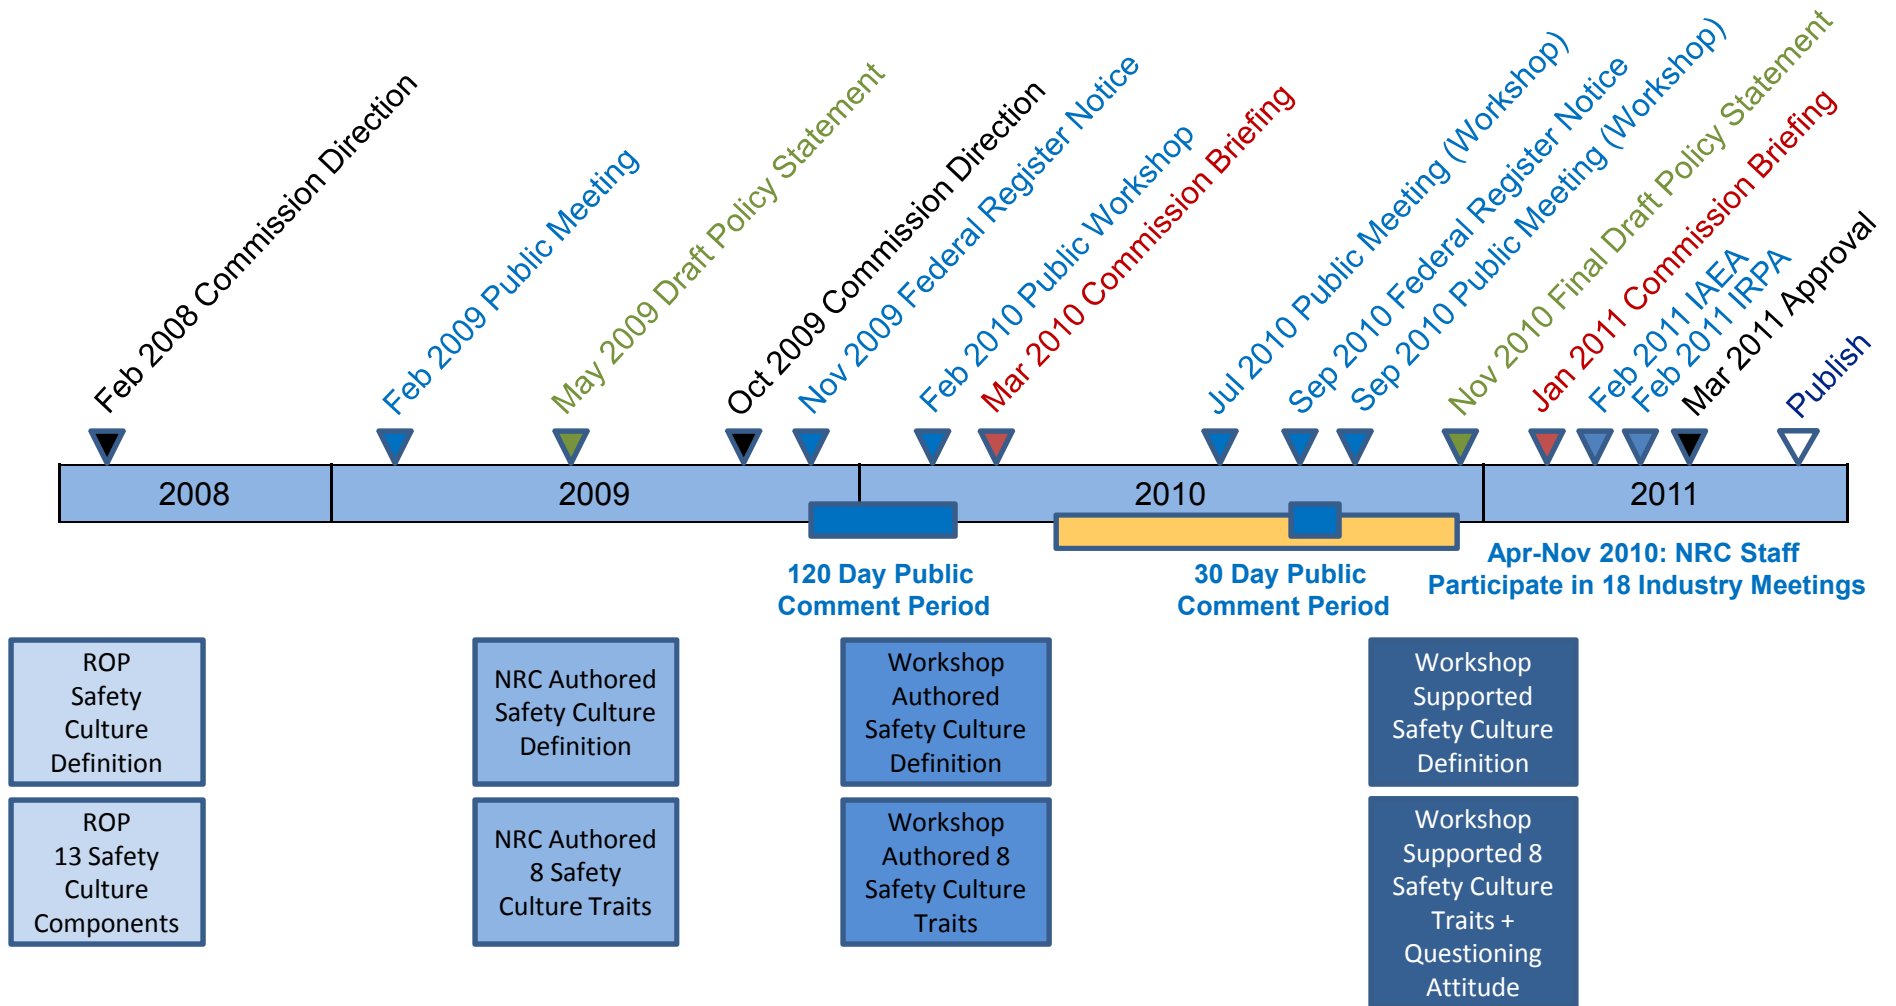 Feb 2008 Commission Direction
Feb 2009 Public Meeting
May 2009 Draft Policy Statement
Oct 2009 Commission Direction
Nov 2009 Federal Register Notice
Feb 2010 Public Workshop
Mar 2010 Commission Briefing
Jul 2010 Public Meeting (Workshop)
Sep 2010 Federal Register Notice
Sep 2010 Public Meeting (Workshop)
Nov 2010 Final Draft Policy Statement
Jan 2011 Commission Briefing
Feb 2011 IAEA
Feb 2011 IRPA
Mar 2011 Approval
Publish
2008
2009
2010
2011
120 Day Public
Comment Period
30 Day Public
Comment Period
Apr-Nov 2010: NRC Staff
Participate in 18 Industry Meetings
ROP
Safety
Culture
Definition
NRC Authored
Safety Culture
Definition
Workshop
Authored
Safety Culture
Definition
Workshop
Supported
Safety Culture
Definition
ROP
13 Safety
Culture
Components
NRC Authored
8 Safety
Culture Traits
Workshop
Authored 8
Safety Culture
Traits
Workshop
Supported 8
Safety Culture
Traits +
Questioning
Attitude